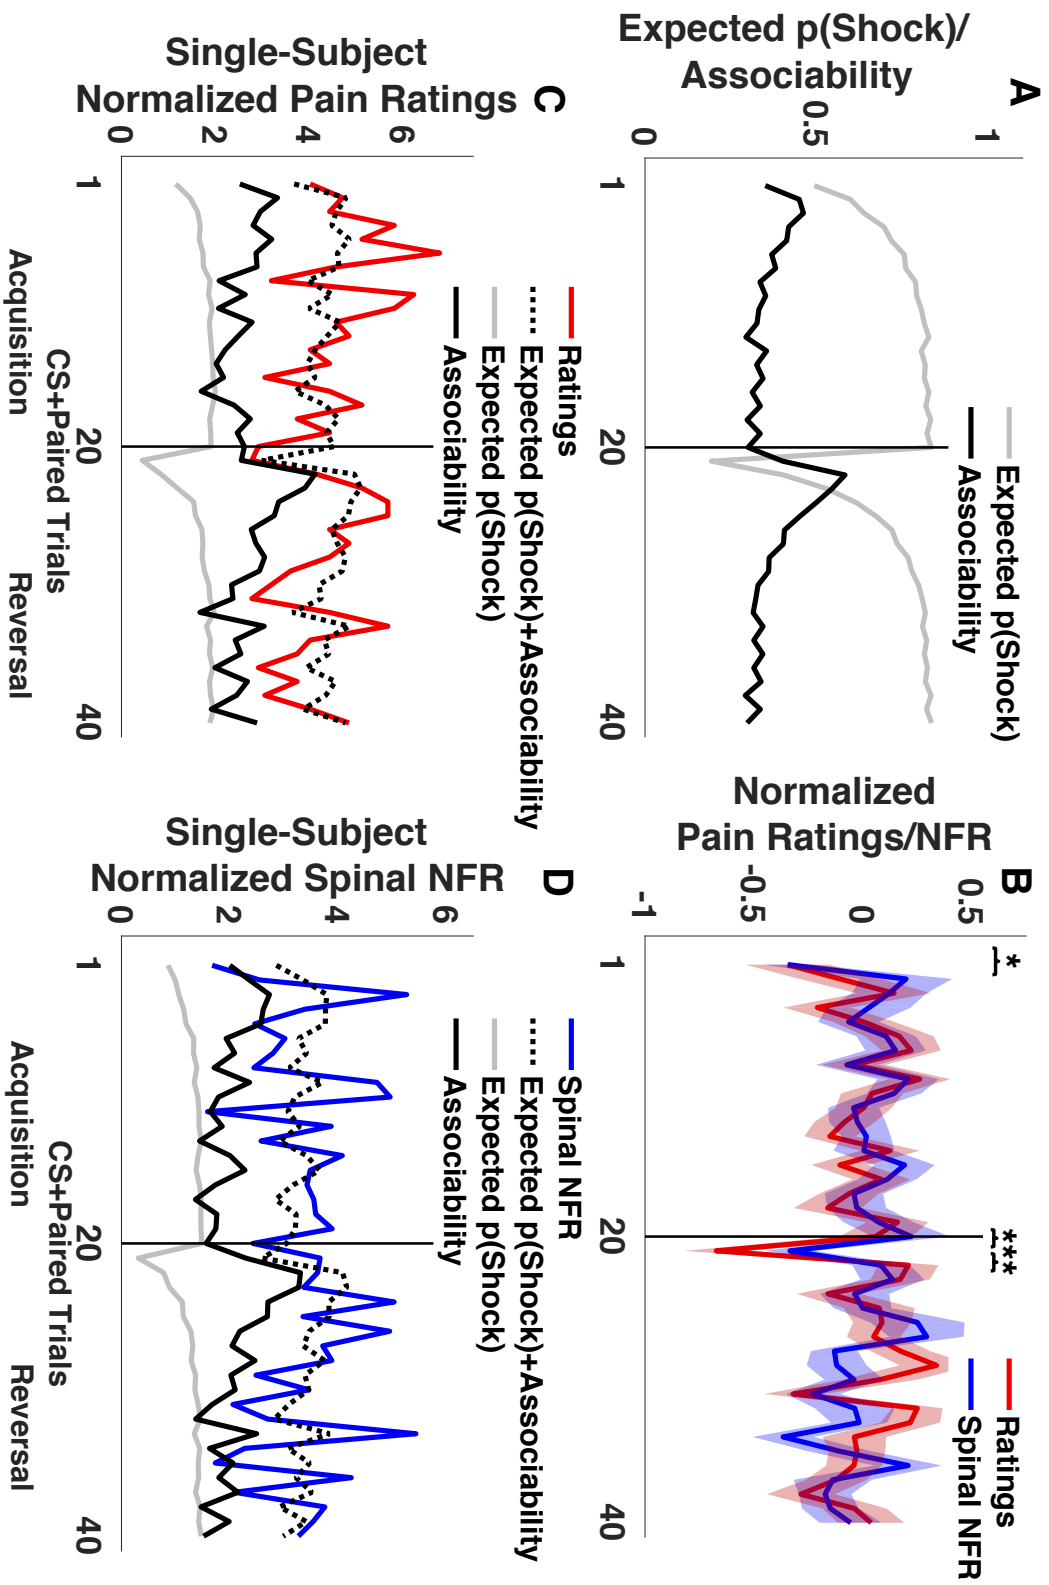 A
Expected p(Shock)/
Associability
1
0.5
0
1
20
40
Expected p(Shock)
Associability
B
Normalized
Pain Ratings/NFR
0.5
0
-0.5
-1
1
20
40
*
***
Ratings
Spinal NFR
C
Single-Subject
Normalized Pain Ratings
6
4
2
0
1
20
40
Ratings
Expected p(Shock)+Associability
Expected p(Shock)
Associability
CS+Paired Trials
Acquisition
Reversal
D
Single-Subject
Normalized Spinal NFR
6
4
2
0
1
20
40
Spinal NFR
Expected p(Shock)+Associability
Expected p(Shock)
Associability
CS+Paired Trials
Acquisition
Reversal